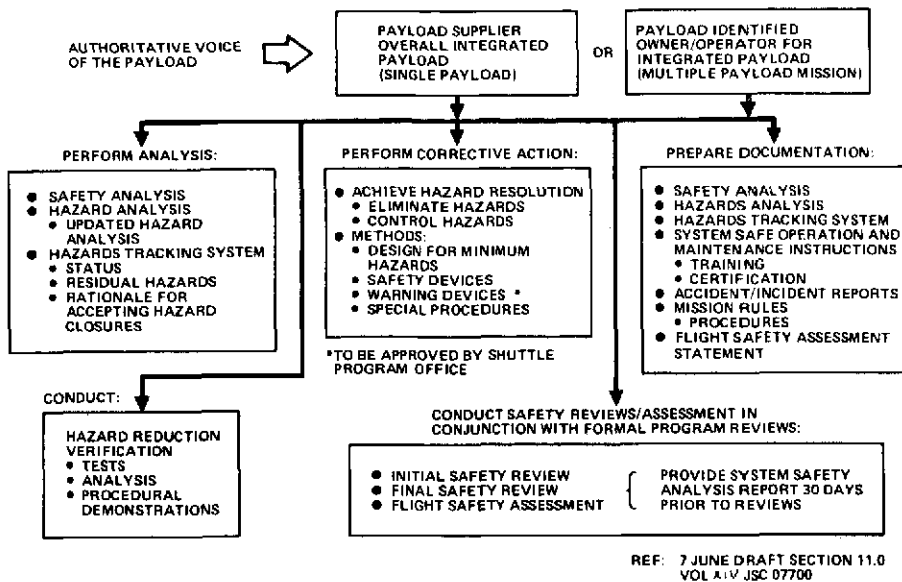 AUTHORITATIVE VOICE
OF THE PAYLOAD
PAYLOAD SUPPLIER
OVERALL INTEGRATED
PAYLOAD
(SINGLE PAYLOAD)
OR
PAYLOAD IDENTIFIED
OWNER/OPERATOR FOR
INTEGRATED PAYLOAD
(MULTIPLE PAYLOAD MISSION)
PERFORM ANALYSIS:
● SAFETY ANALYSIS
● HAZARD ANALYSIS
• UPDATED HAZARD
ANALYSIS
● HAZARDS TRACKING SYSTEM
• STATUS
• RESIDUAL HAZARDS
• RATIONALE FOR
ACCEPTING HAZARD
CLOSURES
PERFORM CORRECTIVE ACTION:
● ACHIEVE HAZARD RESOLUTION
• ELIMINATE HAZARDS
• CONTROL HAZARDS
● METHODS:
• DESIGN FOR MINIMUM
HAZARDS
• SAFETY DEVICES
• WARNING DEVICES *
• SPECIAL PROCEDURES
*TO BE APPROVED BY SHUTTLE
PROGRAM OFFICE
PREPARE DOCUMENTATION:
● SAFETY ANALYSIS
● HAZARDS ANALYSIS
● HAZARDS TRACKING SYSTEM
● SYSTEM SAFE OPERATION AND
MAINTENANCE INSTRUCTIONS
• TRAINING
• CERTIFICATION
● ACCIDENT/INCIDENT REPORTS
● MISSION RULES
• PROCEDURES
● FLIGHT SAFETY ASSESSMENT
STATEMENT
CONDUCT:
HAZARD REDUCTION
VERIFICATION
• TESTS
• ANALYSIS
• PROCEDURAL
DEMONSTRATIONS
CONDUCT SAFETY REVIEWS/ASSESSMENT IN
CONJUNCTION WITH FORMAL PROGRAM REVIEWS:
● INITIAL SAFETY REVIEW
● FINAL SAFETY REVIEW
● FLIGHT SAFETY ASSESSMENT
PROVIDE SYSTEM SAFETY
ANALYSIS REPORT 30 DAYS
PRIOR TO REVIEWS
REF: 7 JUNE DRAFT SECTION 11.0
VOL XIV JSC 07700